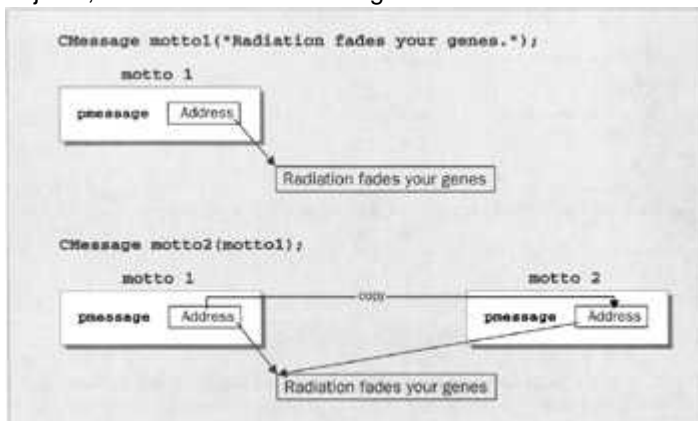 CMessage motto1("Radiation fades your genes.");
motto 1
pmessage Address
Radiation fades your genes
CMessage motto2(motto1);
motto 1 motto 2
copy
pmessage Address pmessage Address
Radiation fades your genes